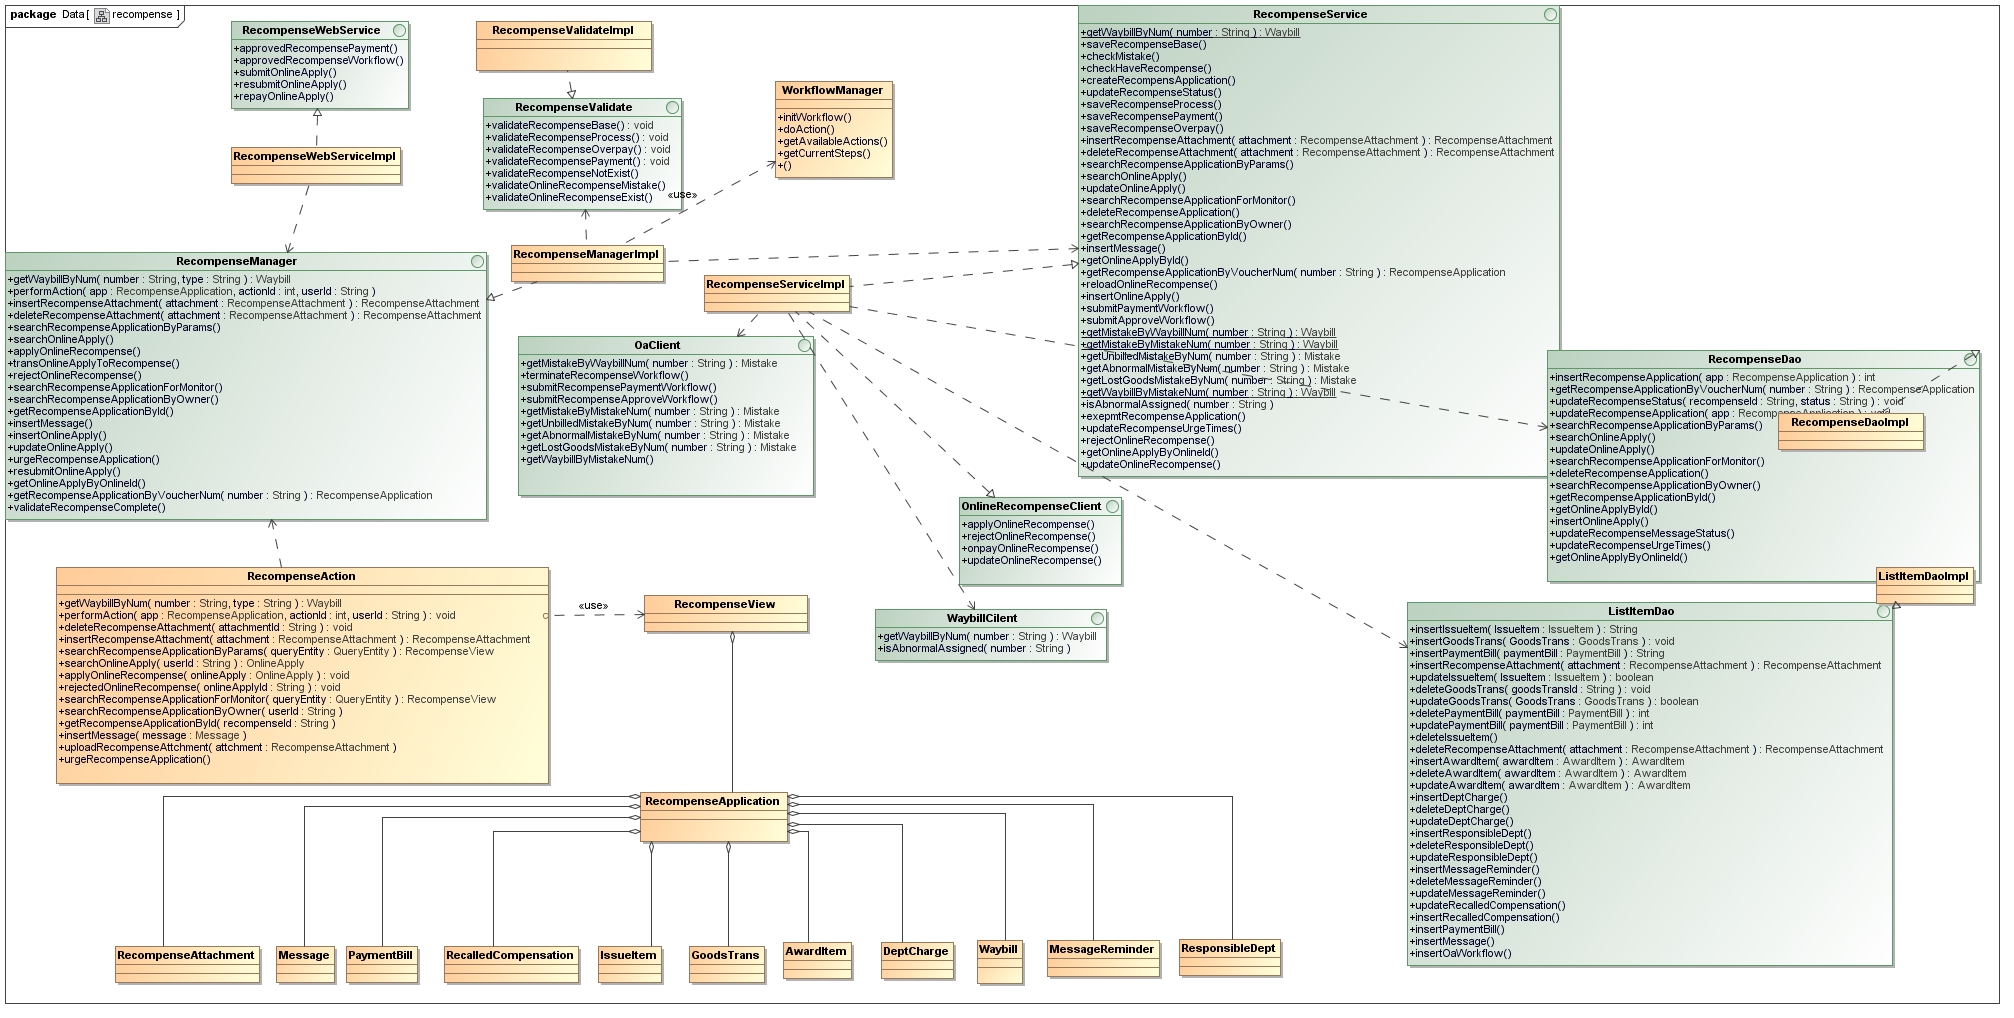 package Data[ recompense ]
RecompenseWebService
+approvedRecompensePayment()
+approvedRecompenseWorkflow()
+submitOnlineApply()
+resubmitOnlineApply()
+repayOnlineApply()
RecompenseWebServiceImpl
RecompenseValidateImpl
RecompenseValidate
+validateRecompenseBase() : void
+validateRecompenseProcess() : void
+validateRecompenseOverpay() : void
+validateRecompensePayment() : void
+validateRecompenseNotExist()
+validateOnlineRecompenseMistake()
+validateOnlineRecompenseExist()
WorkflowManager
+initWorkflow()
+doAction()
+getAvailableActions()
+getCurrentSteps()
+()
«use»
RecompenseManagerImpl
RecompenseServiceImpl
RecompenseManager
+getWaybillByNum( number : String, type : String ) : Waybill
+performAction( app : RecompenseApplication, actionId : int, userId : String )
+insertRecompenseAttachment( attachment : RecompenseAttachment ) : RecompenseAttachment
+deleteRecompenseAttachment( attachment : RecompenseAttachment ) : RecompenseAttachment
+searchRecompenseApplicationByParams()
+searchOnlineApply()
+applyOnlineRecompense()
+transOnlineApplyToRecompense()
+rejectOnlineRecompense()
+searchRecompenseApplicationForMonitor()
+searchRecompenseApplicationByOwner()
+getRecompenseApplicationById()
+insertMessage()
+insertOnlineApply()
+updateOnlineApply()
+urgeRecompenseApplication()
+resubmitOnlineApply()
+getOnlineApplyByOnlineId()
+getRecompenseApplicationByVoucherNum( number : String ) : RecompenseApplication
+validateRecompenseComplete()
OaClient
+getMistakeByWaybillNum( number : String ) : Mistake
+terminateRecompenseWorkflow()
+submitRecompensePaymentWorkflow()
+submitRecompenseApproveWorkflow()
+getMistakeByMistakeNum( number : String ) : Mistake
+getUnbilledMistakeByNum( number : String ) : Mistake
+getAbnormalMistakeByNum( number : String ) : Mistake
+getLostGoodsMistakeByNum( number : String ) : Mistake
+getWaybillByMistakeNum()
RecompenseService
+getWaybillByNum( number : String ) : Waybill
+saveRecompenseBase()
+checkMistake()
+checkHaveRecompense()
+createRecompensApplication()
+updateRecompenseStatus()
+saveRecompenseProcess()
+saveRecompensePayment()
+saveRecompenseOverpay()
+insertRecompenseAttachment( attachment : RecompenseAttachment ) : RecompenseAttachment
+deleteRecompenseAttachment( attachment : RecompenseAttachment ) : RecompenseAttachment
+searchRecompenseApplicationByParams()
+searchOnlineApply()
+updateOnlineApply()
+searchRecompenseApplicationForMonitor()
+deleteRecompenseApplication()
+searchRecompenseApplicationByOwner()
+getRecompenseApplicationById()
+insertMessage()
+getOnlineApplyById()
+getRecompenseApplicationByVoucherNum( number : String ) : RecompenseApplication
+reloadOnlineRecompense()
+insertOnlineApply()
+submitPaymentWorkflow()
+submitApproveWorkflow()
+getMistakeByWaybillNum( number : String ) : Waybill
+getMistakeByMistakeNum( number : String ) : Waybill
+getUnbilledMistakeByNum( number : String ) : Mistake
+getAbnormalMistakeByNum( number : String ) : Mistake
+getLostGoodsMistakeByNum( number : String ) : Mistake
+getWaybillByMistakeNum( number : String ) : Waybill
+isAbnormalAssigned( number : String )
+exepmtRecompenseApplication()
+updateRecompenseUrgeTimes()
+rejectOnlineRecompense()
+getOnlineApplyByOnlineId()
+updateOnlineRecompense()
RecompenseDao
+insertRecompenseApplication( app : RecompenseApplication ) : int
+getRecompenseApplicationByVoucherNum( number : String ) : RecompenseApplication
+updateRecompenseStatus( recompenseId : String, status : String ) : void
+updateRecompenseApplication( app : RecompenseApplication ) : void
+searchRecompenseApplicationByParams()
+searchOnlineApply()
+updateOnlineApply()
+searchRecompenseApplicationForMonitor()
+deleteRecompenseApplication()
+searchRecompenseApplicationByOwner()
+getRecompenseApplicationById()
+getOnlineApplyById()
+insertOnlineApply()
+updateRecompenseMessageStatus()
+updateRecompenseUrgeTimes()
+getOnlineApplyByOnlineId()
RecompenseDaoImpl
OnlineRecompenseClient
+applyOnlineRecompense()
+rejectOnlineRecompense()
+onpayOnlineRecompense()
+updateOnlineRecompense()
WaybillCilent
+getWaybillByNum( number : String ) : Waybill
+isAbnormalAssigned( number : String )
ListItemDaoImpl
ListItemDao
+insertIssueItem( IssueItem : IssueItem ) : String
+insertGoodsTrans( GoodsTrans : GoodsTrans ) : void
+insertPaymentBill( paymentBill : PaymentBill ) : String
+insertRecompenseAttachment( attachment : RecompenseAttachment ) : RecompenseAttachment
+updateIssueItem( IssueItem : IssueItem ) : boolean
+deleteGoodsTrans( goodsTransId : String ) : void
+updateGoodsTrans( GoodsTrans : GoodsTrans ) : boolean
+deletePaymentBill( paymentBill : PaymentBill ) : int
+updatePaymentBill( paymentBill : PaymentBill ) : int
+deleteIssueItem()
+deleteRecompenseAttachment( attachment : RecompenseAttachment ) : RecompenseAttachment
+insertAwardItem( awardItem : AwardItem ) : AwardItem
+deleteAwardItem( awardItem : AwardItem ) : AwardItem
+updateAwardItem( awardItem : AwardItem ) : AwardItem
+insertDeptCharge()
+deleteDeptCharge()
+updateDeptCharge()
+insertResponsibleDept()
+deleteResponsibleDept()
+updateResponsibleDept()
+insertMessageReminder()
+deleteMessageReminder()
+updateMessageReminder()
+updateRecalledCompensation()
+insertRecalledCompensation()
+insertPaymentBill()
+insertMessage()
+insertOaWorkflow()
RecompenseAction
+getWaybillByNum( number : String, type : String ) : Waybill
+performAction( app : RecompenseApplication, actionId : int, userId : String ) : void
+deleteRecompenseAttachment( attachmentId : String ) : void
+insertRecompenseAttachment( attachment : RecompenseAttachment ) : RecompenseAttachment
+searchRecompenseApplicationByParams( queryEntity : QueryEntity ) : RecompenseView
+searchOnlineApply( userId : String ) : OnlineApply
+applyOnlineRecompense( onlineApply : OnlineApply ) : void
+rejectedOnlineRecompense( onlineApplyId : String ) : void
+searchRecompenseApplicationForMonitor( queryEntity : QueryEntity ) : RecompenseView
+searchRecompenseApplicationByOwner( userId : String )
+getRecompenseApplicationById( recompenseId : String )
+insertMessage( message : Message )
+uploadRecompenseAttchment( attchment : RecompenseAttachment )
+urgeRecompenseApplication()
«use»
RecompenseView
RecompenseApplication
RecompenseAttachment
Message
PaymentBill
RecalledCompensation
IssueItem
GoodsTrans
AwardItem
DeptCharge
Waybill
MessageReminder
ResponsibleDept